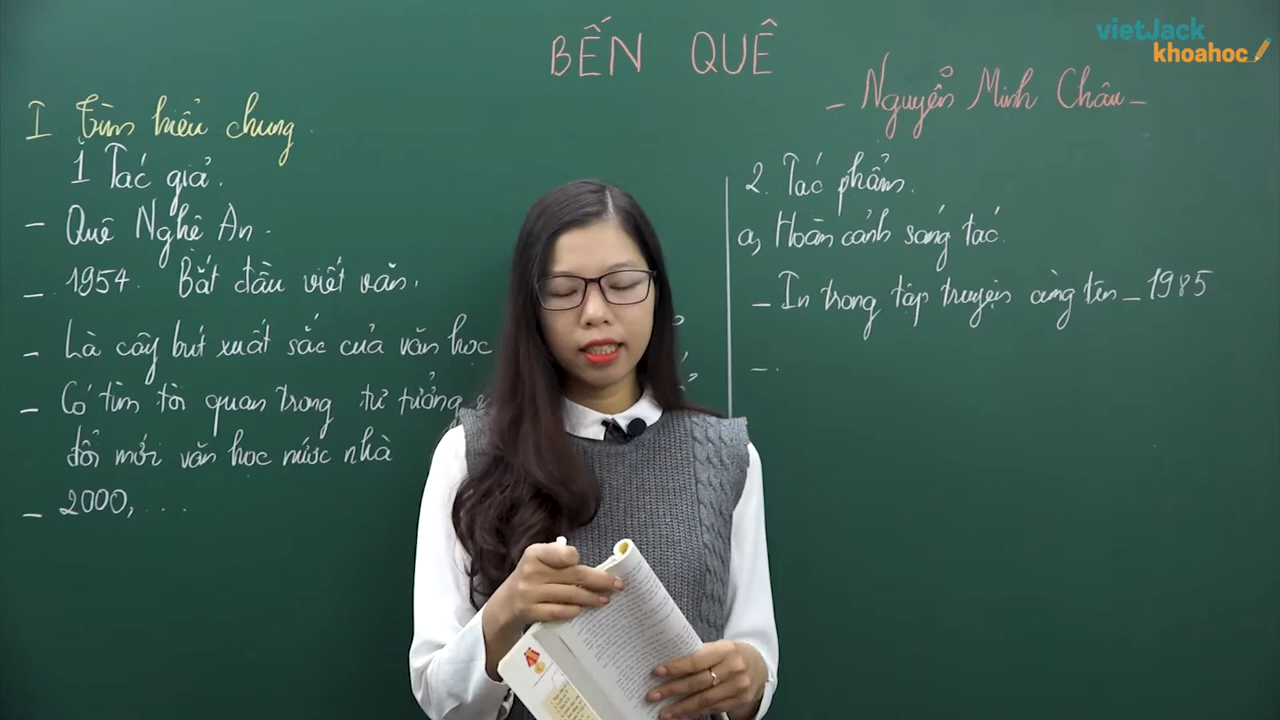 BẾN QUÊ
vietJack
khoahoc
- Nguyễn Minh Châu -
I Tìm hiểu chung.
1 Tác giả.
- Quê Nghệ An.
- 1954. Bắt đầu viết văn.
- Là cây bút xuất sắc của văn học
- Có tìm tòi quan trọng tư tưởng
đổi mới văn học nước nhà
- 2000, ...
2. Tác phẩm.
a, Hoàn cảnh sáng tác.
- In trong tập truyện cùng tên - 1985
- .